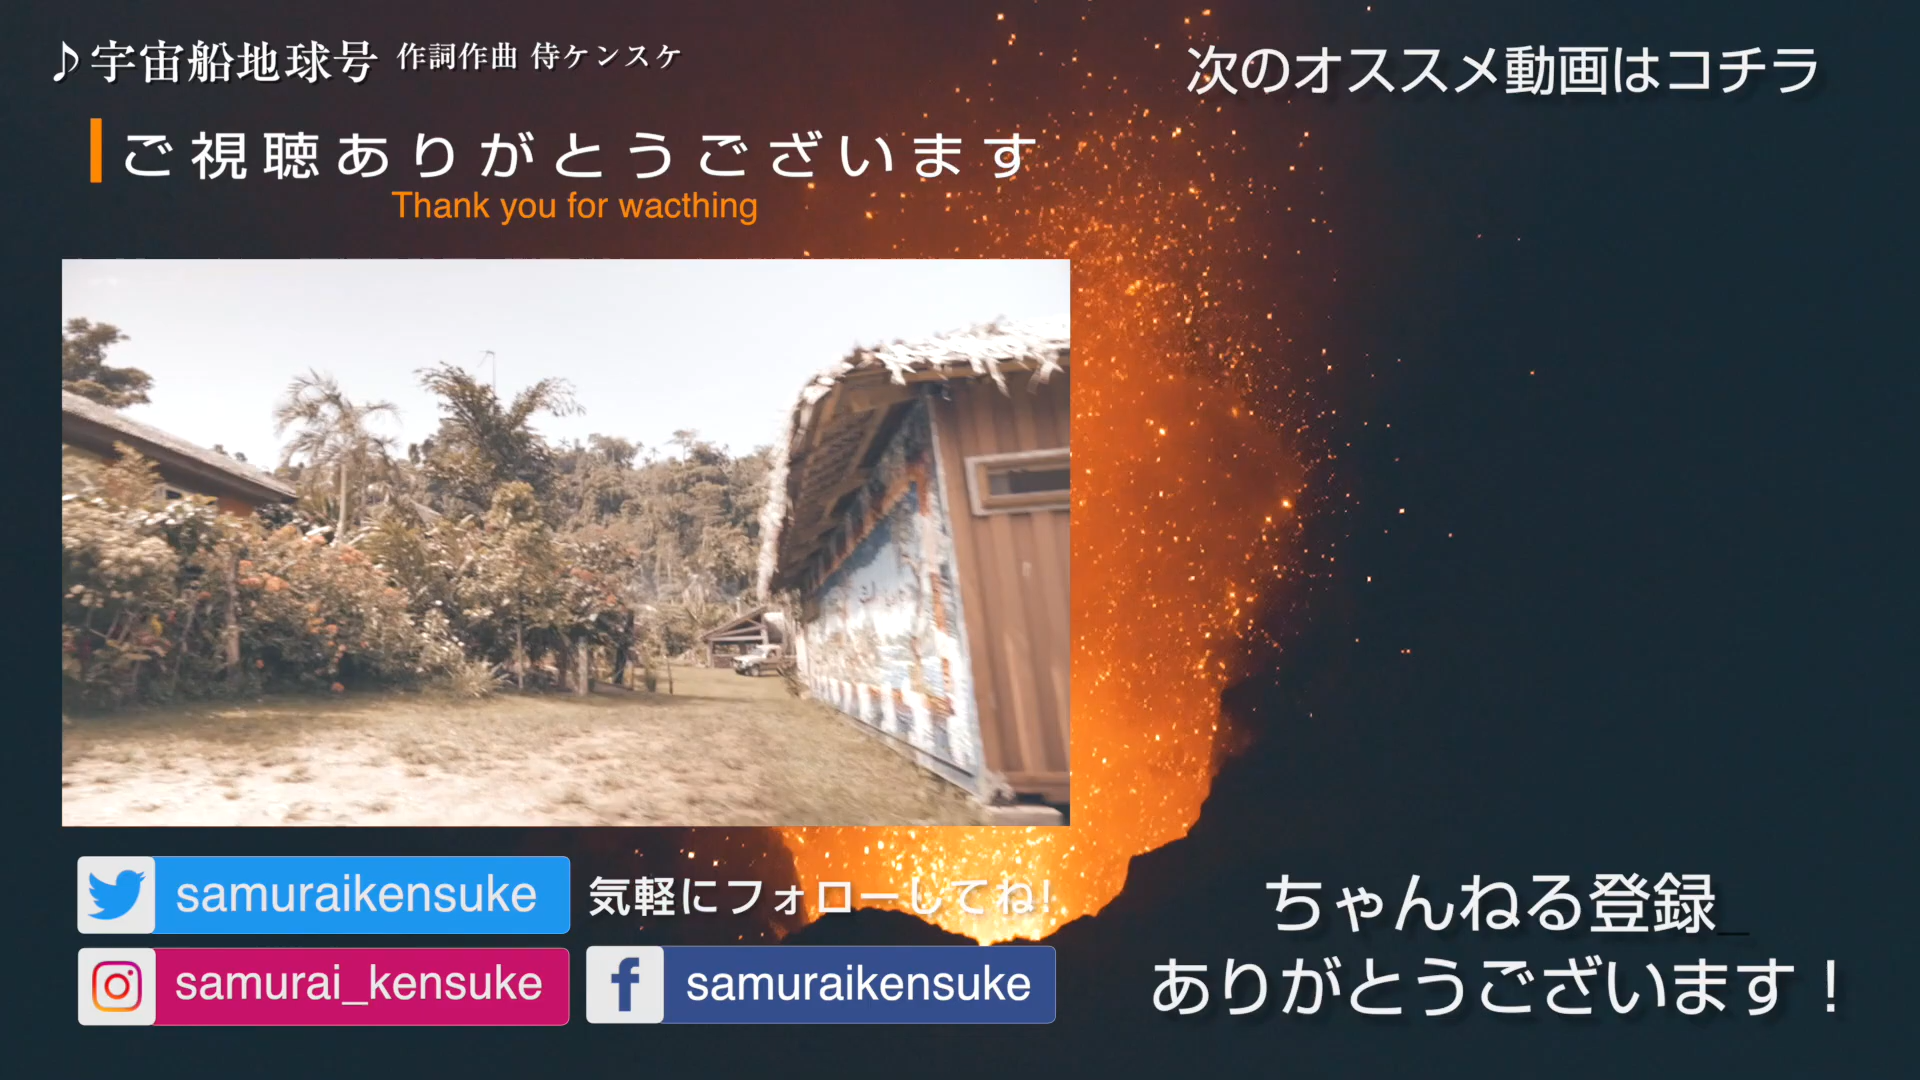 ♪宇宙船地球号 作詞作曲 侍ケンスケ
次のオススメ動画はコチラ
ご視聴ありがとうございます
Thank you for wacthing
samuraikensuke
気軽にフォローしてね!
samurai_kensuke
samuraikensuke
ちゃんねる登録_
ありがとうございます！